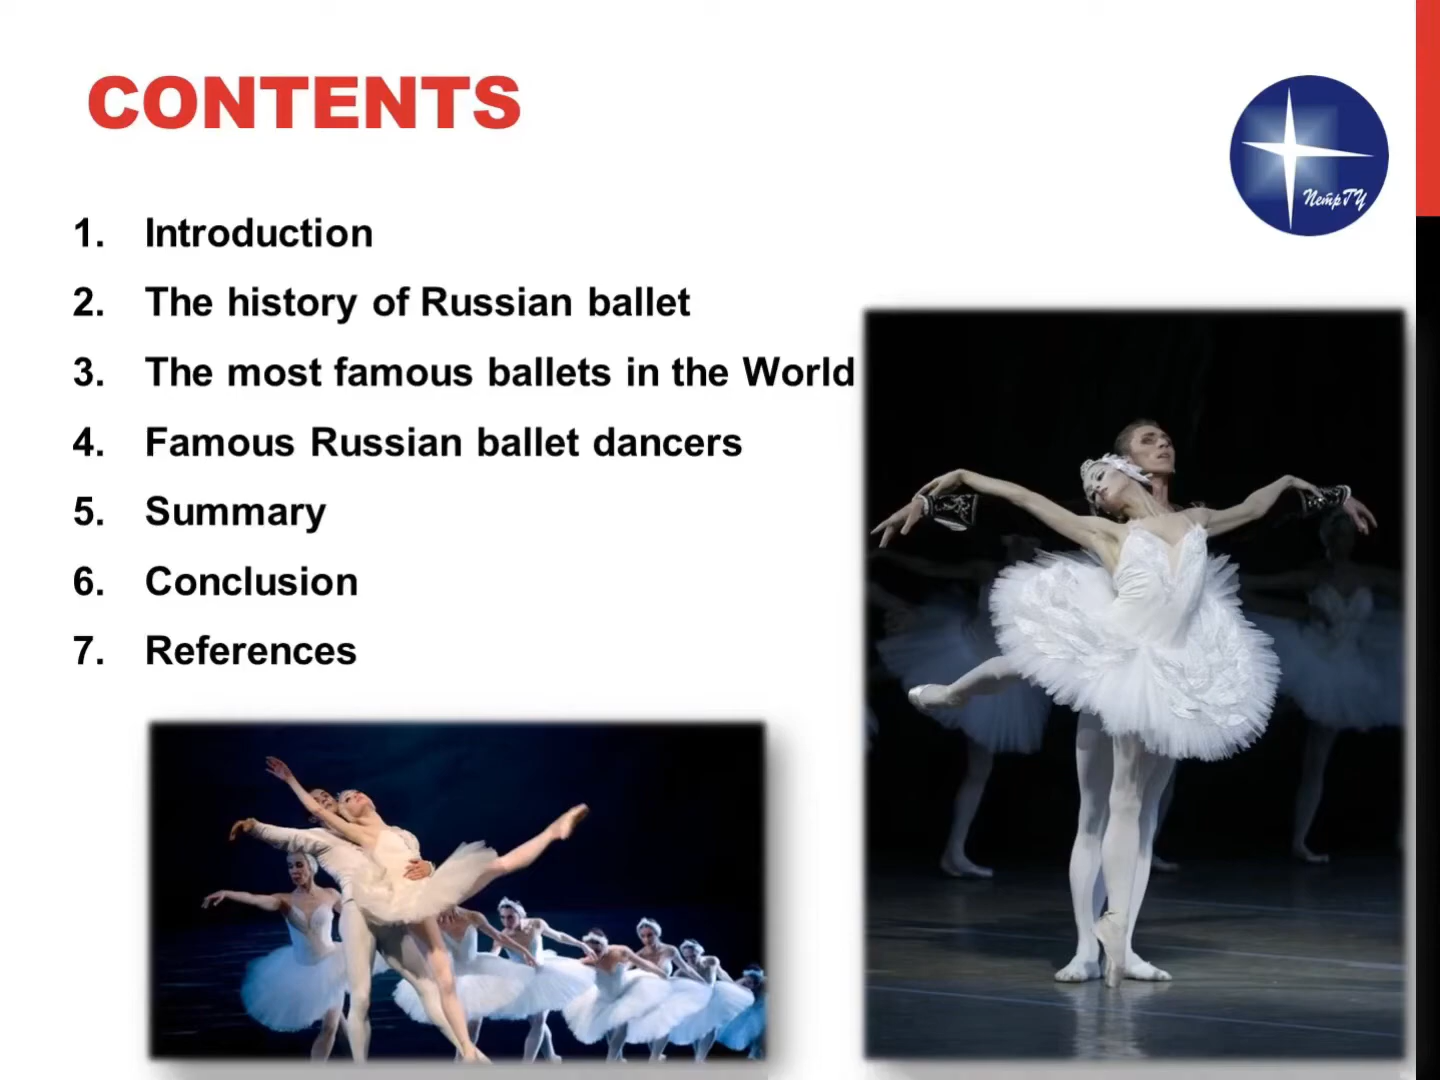 CONTENTS
ПетрГУ
1. Introduction
2. The history of Russian ballet
3. The most famous ballets in the World
4. Famous Russian ballet dancers
5. Summary
6. Conclusion
7. References